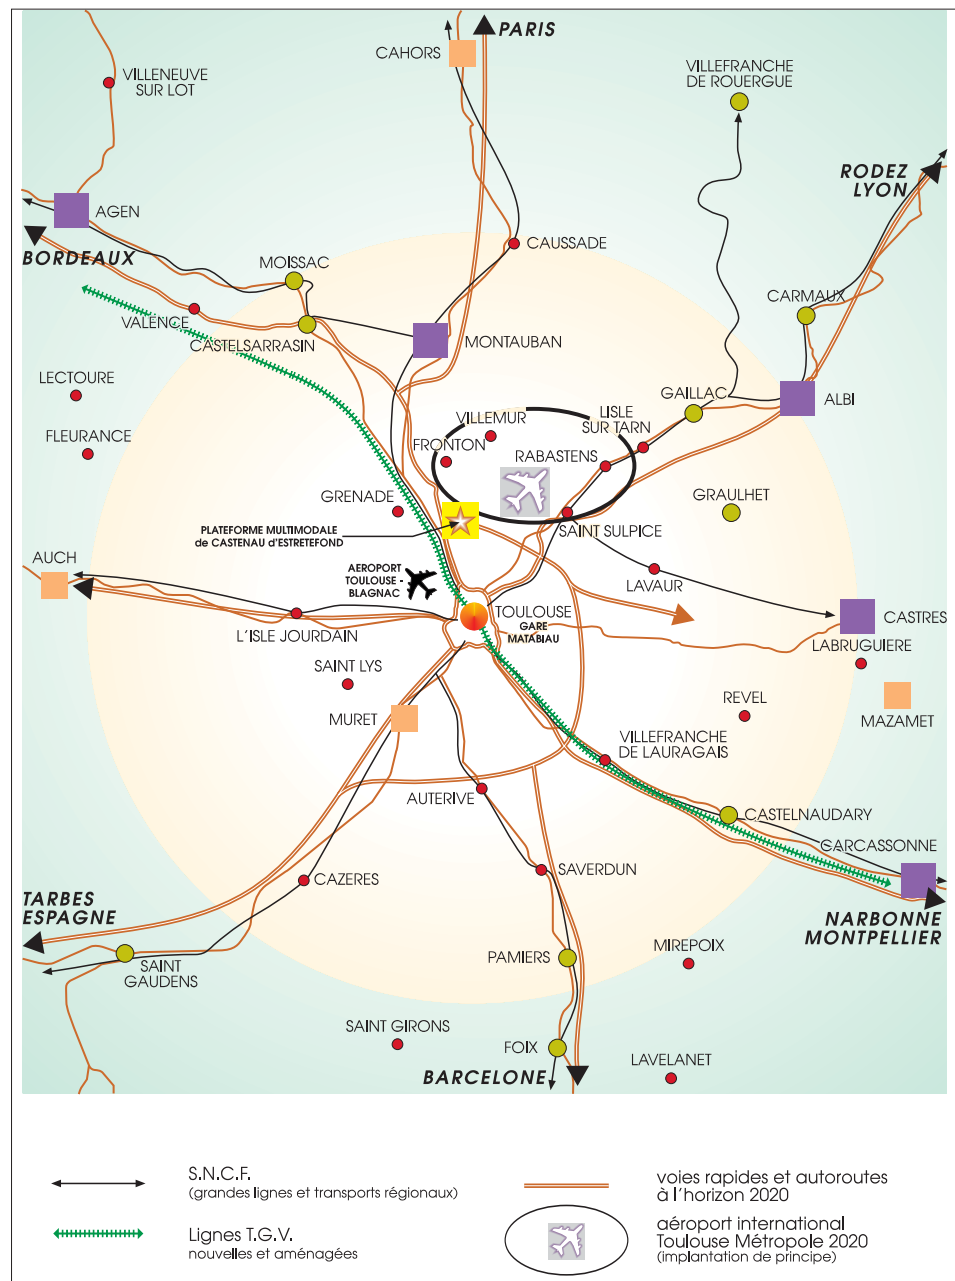 PARIS
CAHORS
VILLENEUVE
SUR LOT
VILLEFRANCHE
DE ROUERGUE
RODEZ
LYON
AGEN
BORDEAUX
CAUSSADE
MOISSAC
CARMAUX
VALENCE
CASTELSARRASIN
MONTAUBAN
LECTOURE
GAILLAC
ALBI
VILLEMUR
LISLE
SUR TARN
FLEURANCE
FRONTON
RABASTENS
GRENADE
GRAULHET
PLATEFORME MULTIMODALE
de CASTENAU d'ESTRETEFOND
SAINT SULPICE
AUCH
AEROPORT
TOULOUSE -
BLAGNAC
LAVAUR
TOULOUSE
GARE
MATABIAU
CASTRES
L'ISLE JOURDAIN
LABRUGUIERE
SAINT LYS
REVEL
MURET
MAZAMET
VILLEFRANCHE
DE LAURAGAIS
AUTERIVE
CASTELNAUDARY
CARCASSONNE
CAZERES
SAVERDUN
TARBES
ESPAGNE
NARBONNE
MONTPELLIER
SAINT
GAUDENS
PAMIERS
MIREPOIX
SAINT GIRONS
FOIX
LAVELANET
BARCELONE
S.N.C.F.
(grandes lignes et transports régionaux)
voies rapides et autoroutes
à l'horizon 2020
Lignes T.G.V.
nouvelles et aménagées
aéroport international
Toulouse Métropole 2020
(implantation de principe)